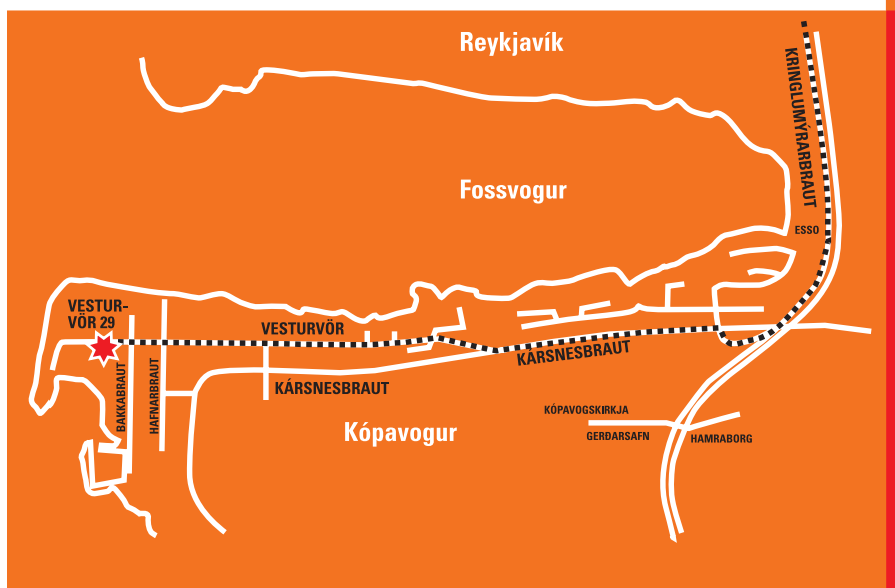 Reykjavík
KRINGLUMÝRARBRAUT
Fossvogur
ESSO
VESTUR-
VÖR 29
VESTURVÖR
KÁRSNESBRAUT
BAKKABRAUT
HAFNARBRAUT
KÁRSNESBRAUT
Kópavogur
KÓPAVOGSKIRKJA
GERÐARSAFN
HAMRABORG